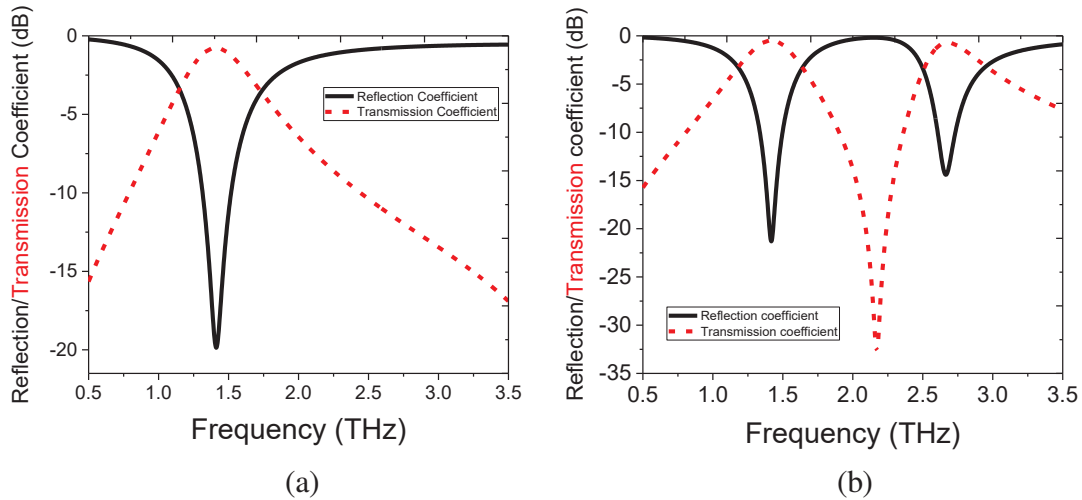 Reflection/Transmission Coefficient (dB)
0
-5
-10
-15
-20
Reflection Coefficient
Transmission Coefficient
0.5 1.0 1.5 2.0 2.5 3.0 3.5
Frequency (THz)
(a)
Reflection/Transmission coefficient (dB)
0
-5
-10
-15
-20
-25
-30
-35
Reflection coefficient
Transmission coefficient
0.5 1.0 1.5 2.0 2.5 3.0 3.5
Frequency (THz)
(b)